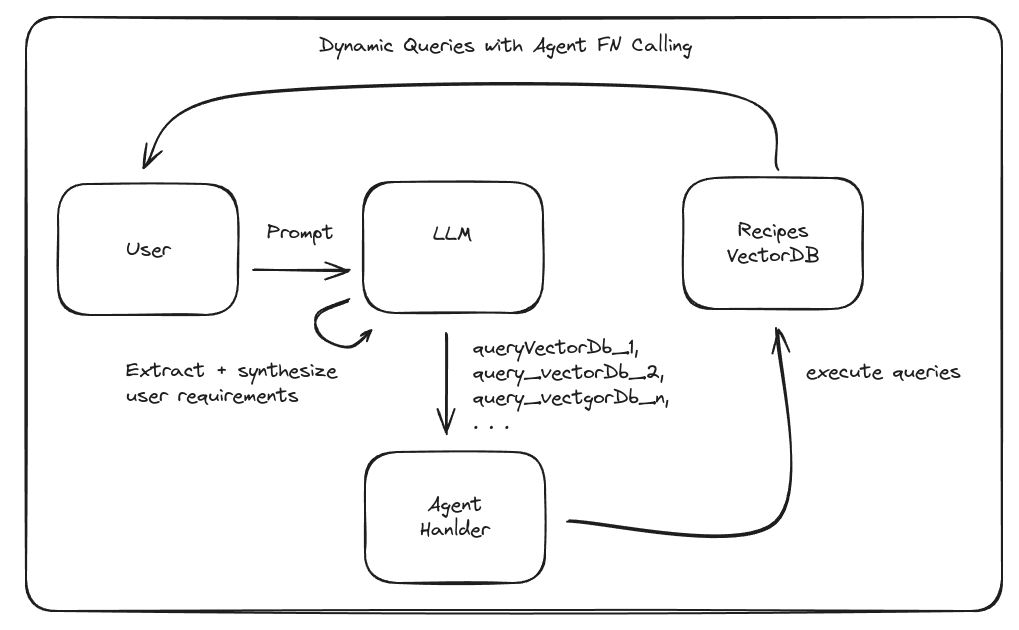 Dynamic Queries with Agent FN Calling
User
Prompt
LLM
Recipes
VectorDB
Extract + synthesize
user requirements
queryVectorDb_1,
query_vectorDb_2,
query_vectgorDb_n,
. . .
execute queries
Agent
Hanlder